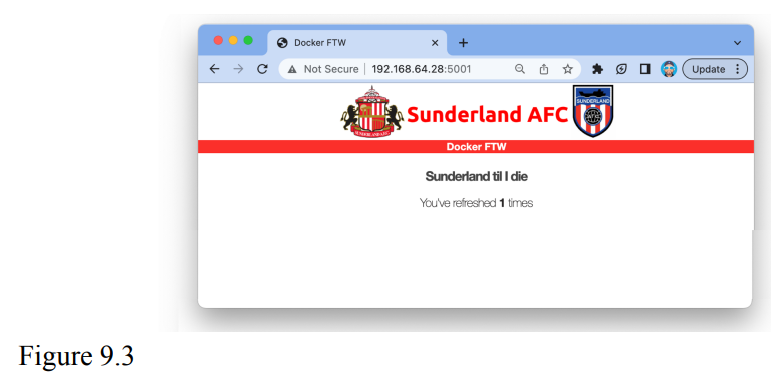 Docker FTW
Not Secure | 192.168.64.28:5001
Update
Sunderland AFC
SUNDERLAND
Docker FTW
Sunderland til I die
You've refreshed 1 times
Figure 9.3